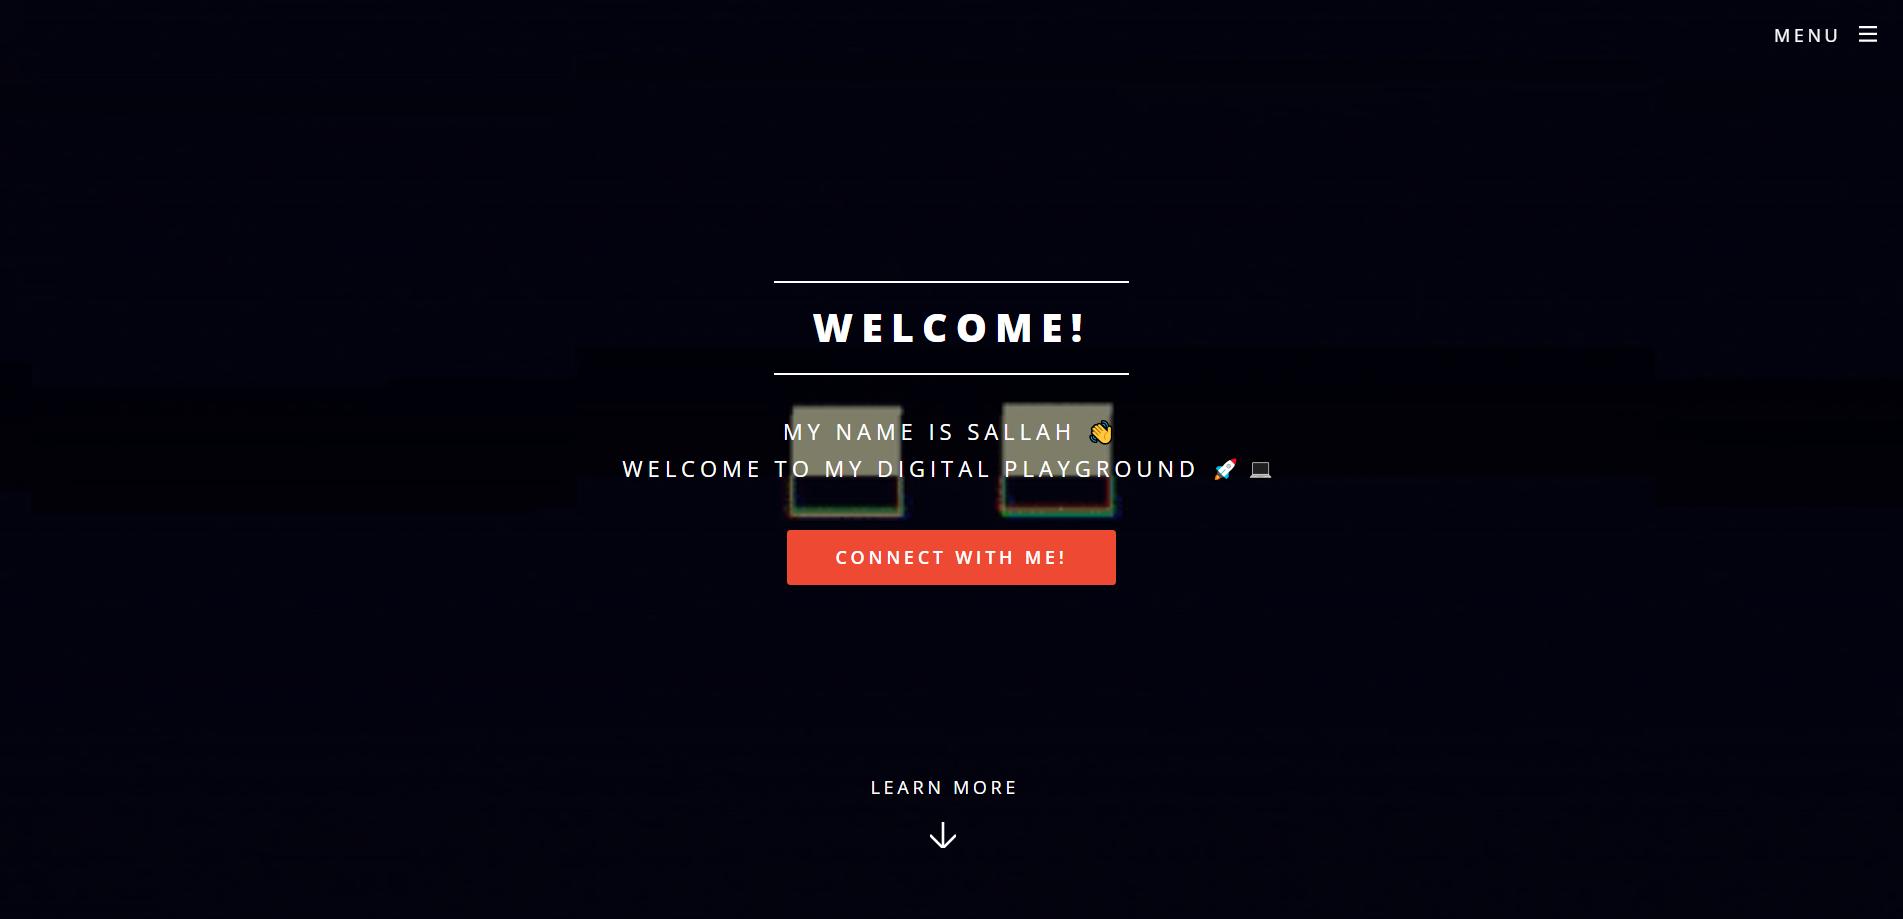 MENU
WELCOME!
MY NAME IS SALLAH 👋
WELCOME TO MY DIGITAL PLAYGROUND 🚀 💻
CONNECT WITH ME!
LEARN MORE